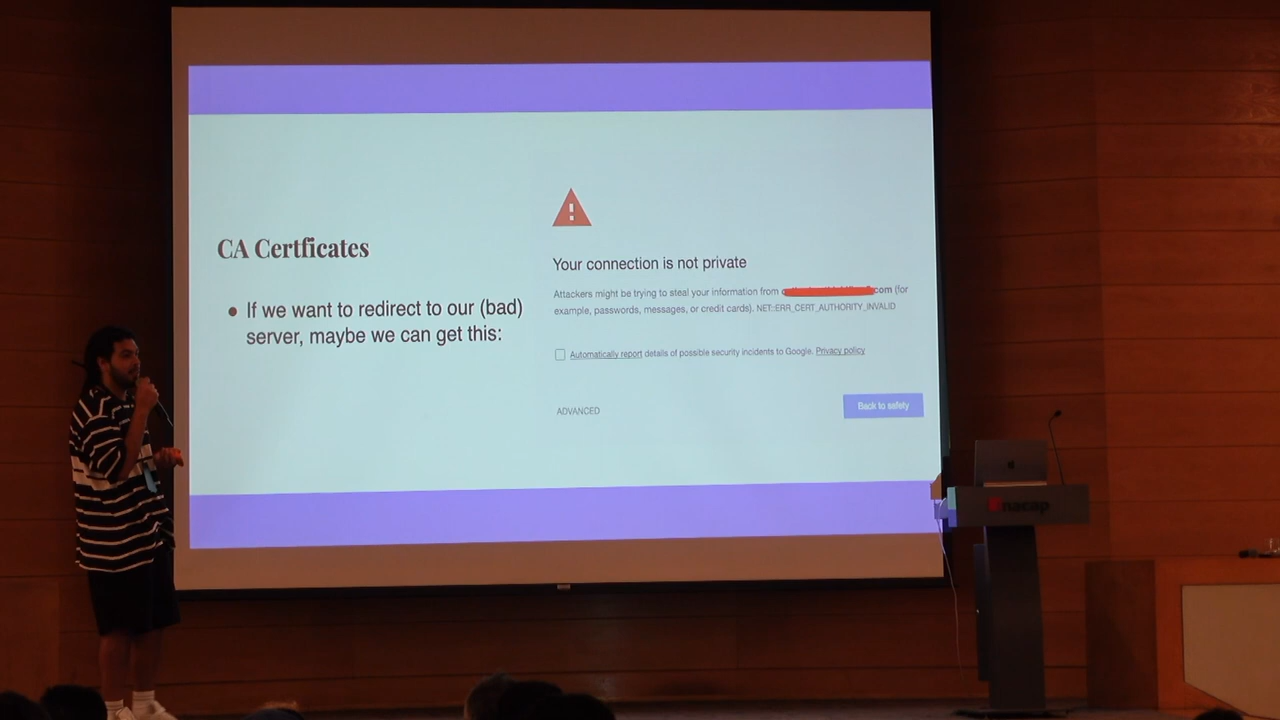 CA Certficates
• If we want to redirect to our (bad)
server, maybe we can get this:
!
Your connection is not private
Attackers might be trying to steal your information from .com (for
example, passwords, messages, or credit cards). NET::ERR_CERT_AUTHORITY_INVALID
Automatically report details of possible security incidents to Google. Privacy policy
ADVANCED
Back to safety
inacap